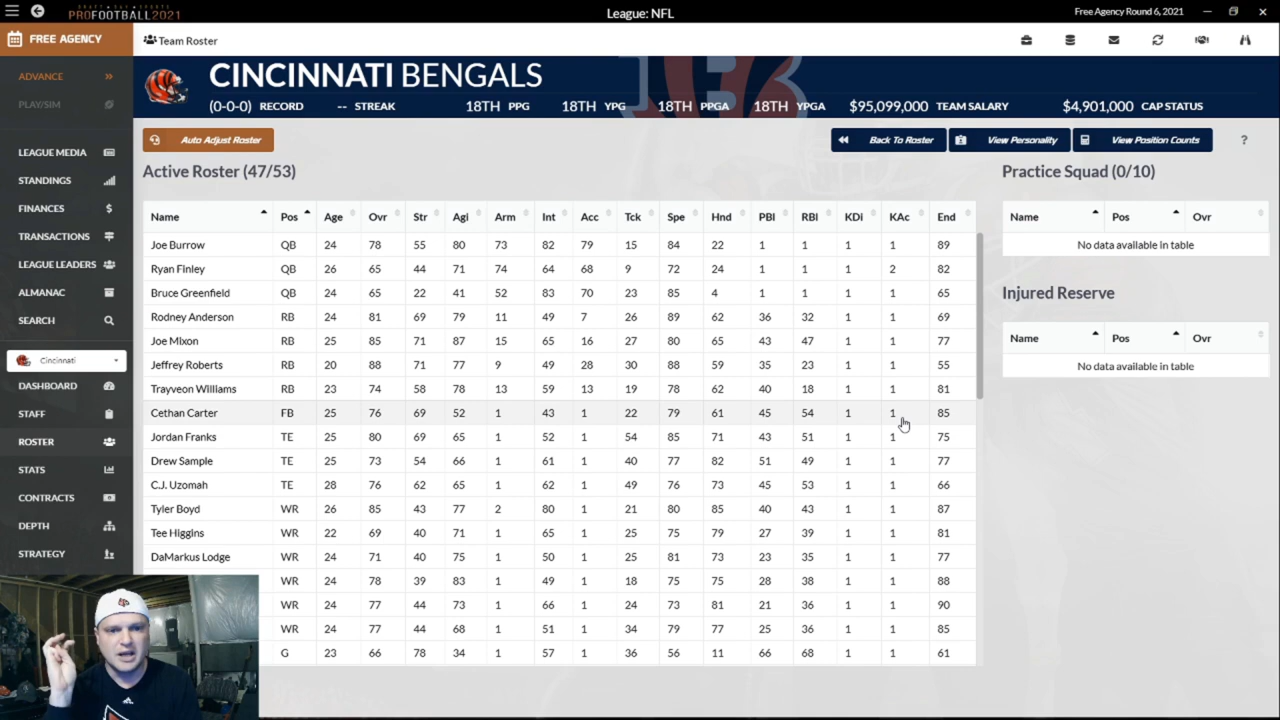 DRAFT DAY SPORTS
PROFOOTBALL2021
League: NFL
Free Agency Round 6, 2021
FREE AGENCY
Team Roster
ADVANCE
PLAY/SIM
LEAGUE MEDIA
STANDINGS
FINANCES
TRANSACTIONS
LEAGUE LEADERS
ALMANAC
SEARCH
Cincinnati
DASHBOARD
STAFF
ROSTER
STATS
CONTRACTS
DEPTH
STRATEGY
CINCINNATI BENGALS
(0-0-0) RECORD -- STREAK 18TH PPG 18TH YPG 18TH PPGA 18TH YPGA $95,099,000 TEAM SALARY $4,901,000 CAP STATUS
Auto Adjust Roster Back To Roster View Personality View Position Counts ?
Active Roster (47/53)
Name Pos Age Ovr Str Agi Arm Int Acc Tck Spe Hnd PBl RBl KDi KAc End
Joe Burrow QB 24 78 55 80 73 82 79 15 84 22 1 1 1 1 89
Ryan Finley QB 26 65 44 71 74 64 68 9 72 24 1 1 1 2 82
Bruce Greenfield QB 24 65 22 41 52 83 70 23 85 4 1 1 1 1 65
Rodney Anderson RB 24 81 69 79 11 49 7 26 89 62 36 32 1 1 69
Joe Mixon RB 25 85 71 87 15 65 16 27 80 65 43 47 1 1 77
Jeffrey Roberts RB 20 88 71 77 9 49 28 30 88 59 35 23 1 1 55
Trayveon Williams RB 23 74 58 78 13 59 13 19 78 62 40 18 1 1 81
Cethan Carter FB 25 76 69 52 1 43 1 22 79 61 45 54 1 1 85
Jordan Franks TE 25 80 69 65 1 52 1 54 85 71 43 51 1 1 75
Drew Sample TE 25 73 54 66 1 61 1 40 77 82 51 49 1 1 77
C.J. Uzomah TE 28 76 62 65 1 62 1 49 76 73 45 53 1 1 66
Tyler Boyd WR 26 85 43 77 2 80 1 21 80 85 40 43 1 1 87
Tee Higgins WR 22 69 40 71 1 65 1 25 75 79 27 39 1 1 81
DaMarkus Lodge WR 24 71 40 75 1 50 1 25 81 73 23 35 1 1 77
WR 24 78 39 83 1 49 1 18 75 75 28 38 1 1 88
WR 24 77 44 73 1 66 1 24 73 81 21 36 1 1 90
WR 24 77 44 68 1 51 1 34 79 77 25 36 1 1 85
G 23 66 78 34 1 57 1 36 56 11 66 68 1 1 61
Practice Squad (0/10)
Name Pos Ovr
No data available in table
Injured Reserve
Name Pos Ovr
No data available in table